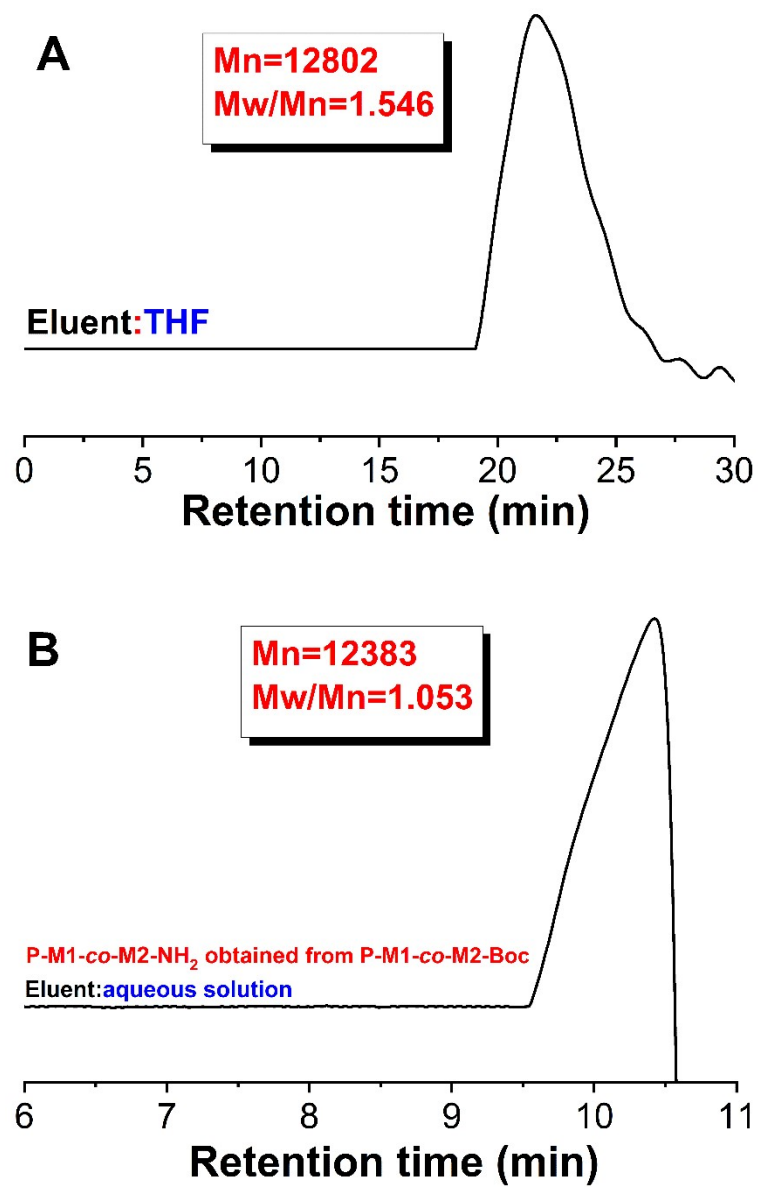 A
Mn=12802
Mw/Mn=1.546
Eluent:THF
0 5 10 15 20 25 30
Retention time (min)
B
Mn=12383
Mw/Mn=1.053
P-M1-co-M2-NH₂ obtained from P-M1-co-M2-Boc
Eluent:aqueous solution
6 7 8 9 10 11
Retention time (min)